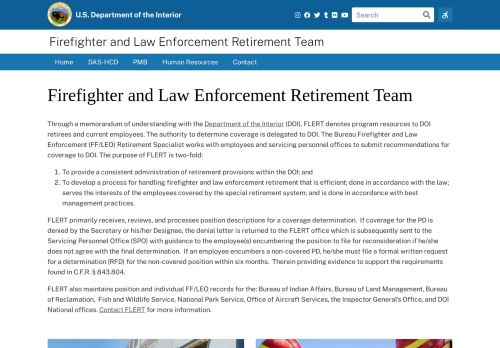 U.S. Department of the Interior
Search
Firefighter and Law Enforcement Retirement Team
Home DAS-HCD PMB Human Resources Contact
Firefighter and Law Enforcement Retirement Team
Through a memorandum of understanding with the Department of the Interior (DOI), FLERT denotes program resources to DOI
retirees and current employees. The authority to determine coverage is delegated to DOI. The Bureau Firefighter and Law
Enforcement (FF/LEO) Retirement Specialist works with employees and servicing personnel offices to submit recommendations for
coverage to DOI. The purpose of FLERT is two-fold:
1. To provide a consistent administration of retirement provisions within the DOI; and
2. To develop a process for handling firefighter and law enforcement retirement that is efficient; done in accordance with the law;
serves the interests of the employees covered by the special retirement system; and is done in accordance with best
management practices.
FLERT primarily receives, reviews, and processes position descriptions for a coverage determination. If coverage for the PD is
denied by the Secretary or his/her Designee, the denial letter is returned to the FLERT office which is subsequently sent to the
Servicing Personnel Office (SPO) with guidance to the employee(s) encumbering the position to file for reconsideration if he/she
does not agree with the final determination. If an employee encumbers a non-covered PD, he/she must file a formal written request
for a determination (RFD) for the non-covered position within six months. Therein providing evidence to support the requirements
found in C.F.R. § 843.804.
FLERT also maintains position and individual FF/LEO records for the: Bureau of Indian Affairs, Bureau of Land Management, Bureau
of Reclamation, Fish and Wildlife Service, National Park Service, Office of Aircraft Services, the Inspector General's Office, and DOI
National offices. Contact FLERT for more information.